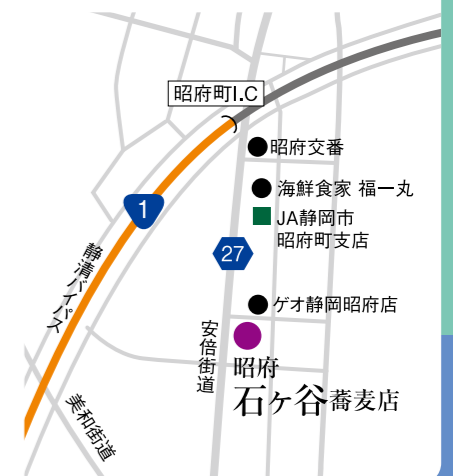 昭府町I.C
昭府交番
海鮮食家 福一丸
1
JA静岡市
昭府町支店
27
静清バイパス
ゲオ静岡昭府店
安倍街道
昭府
石ヶ谷蕎麦店
美和街道